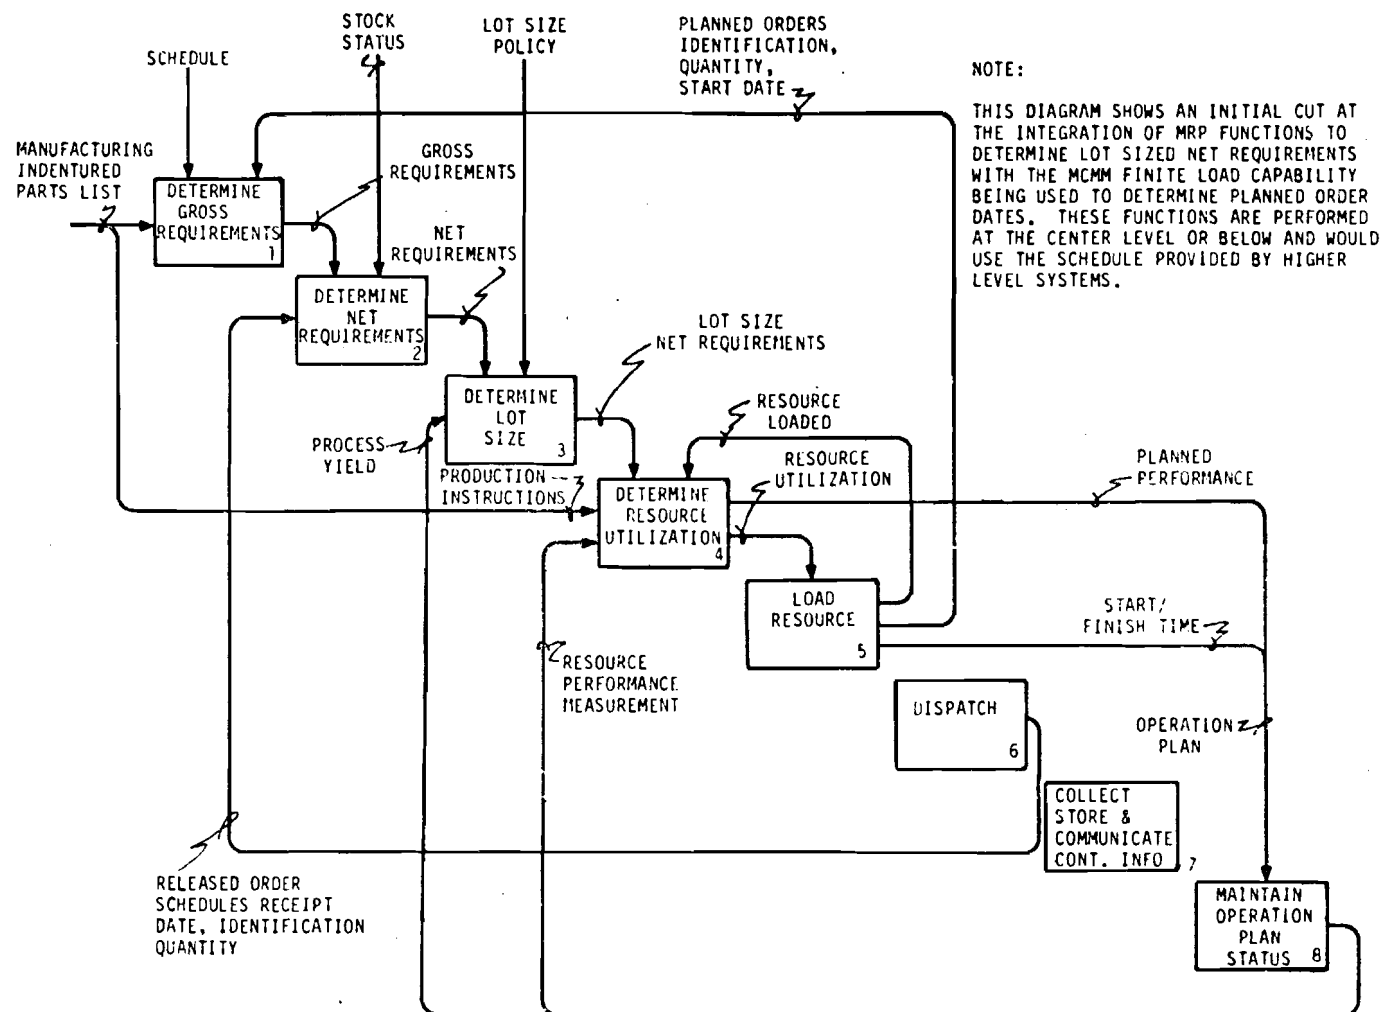 STOCK
STATUS
LOT SIZE
POLICY
PLANNED ORDERS
IDENTIFICATION,
QUANTITY,
START DATE
SCHEDULE
NOTE:
THIS DIAGRAM SHOWS AN INITIAL CUT AT
THE INTEGRATION OF MRP FUNCTIONS TO
DETERMINE LOT SIZED NET REQUIREMENTS
WITH THE MCMM FINITE LOAD CAPABILITY
BEING USED TO DETERMINE PLANNED ORDER
DATES. THESE FUNCTIONS ARE PERFORMED
AT THE CENTER LEVEL OR BELOW AND WOULD
USE THE SCHEDULE PROVIDED BY HIGHER
LEVEL SYSTEMS.
MANUFACTURING
INDENTURED
PARTS LIST
DETERMINE
GROSS
REQUIREMENTS
1
GROSS
REQUIREMENTS
NET
REQUIREMENTS
DETERMINE
NET
REQUIREMENTS
2
LOT SIZE
NET REQUIREMENTS
DETERMINE
LOT
SIZE
3
PROCESS
YIELD
RESOURCE
LOADED
RESOURCE
UTILIZATION
PRODUCTION
INSTRUCTIONS
DETERMINE
RESOURCE
UTILIZATION
4
PLANNED
PERFORMANCE
LOAD
RESOURCE
5
START/
FINISH TIME
RESOURCE
PERFORMANCE
MEASUREMENT
DISPATCH
6
OPERATION
PLAN
COLLECT
STORE &
COMMUNICATE
CONT. INFO
7
RELEASED ORDER
SCHEDULES RECEIPT
DATE, IDENTIFICATION
QUANTITY
MAINTAIN
OPERATION
PLAN
STATUS
8